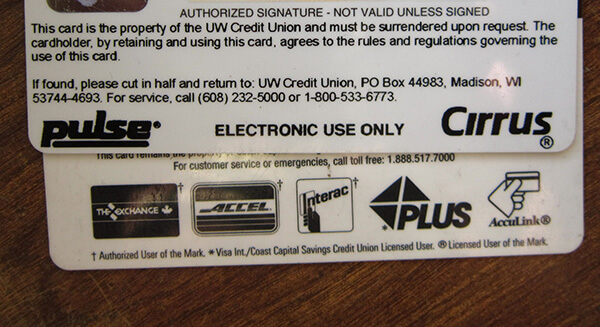 AUTHORIZED SIGNATURE - NOT VALID UNLESS SIGNED
This card is the property of the UW Credit Union and must be surrendered upon request. The
cardholder, by retaining and using this card, agrees to the rules and regulations governing the
use of this card.
If found, please cut in half and return to: UW Credit Union, PO Box 44983, Madison, WI
53744-4693. For service, call (608) 232-5000 or 1-800-533-6773.
pulse® ELECTRONIC USE ONLY Cirrus®
This card remains the property of
For customer service or emergencies, call toll free: 1.888.517.7000
THE EXCHANGE † ACCEL † Interac † PLUS AccuLink®
† Authorized User of the Mark. * Visa Int./Coast Capital Savings Credit Union Licensed User. ® Licensed User of the Mark.